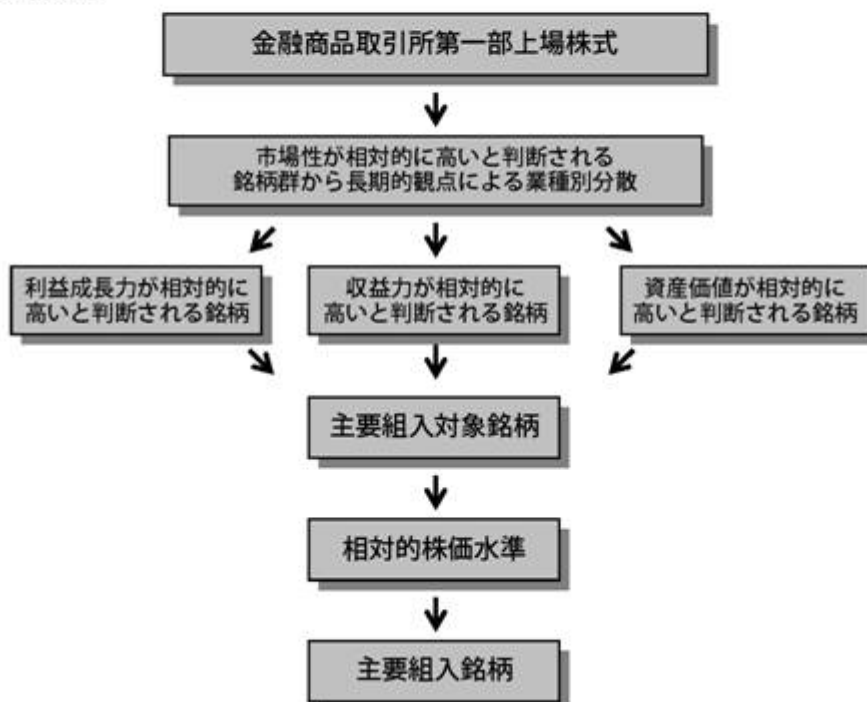 金融商品取引所第一部上場株式
市場性が相対的に高いと判断される
銘柄群から長期的観点による業種別分散
利益成長力が相対的に
高いと判断される銘柄
収益力が相対的に
高いと判断される銘柄
資産価値が相対的に
高いと判断される銘柄
主要組入対象銘柄
相対的株価水準
主要組入銘柄